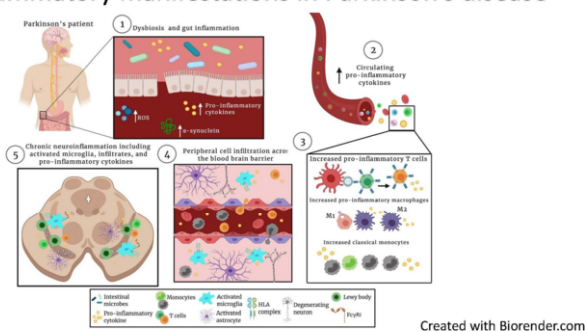 Parkinson's patient
1
Dysbiosis and gut inflammation
ROS
Pro-inflammatory
cytokines
α-synuclein
2
Circulating
pro-inflammatory
cytokines
3
Increased pro-inflammatory T cells
Increased pro-inflammatory macrophages
M1
M2
Increased classical monocytes
4
Peripheral cell infiltration acros
the blood brain barrier
5
Chronic neuroinflammation including
activated microglia, infiltrates, and
pro-inflammatory cytokines
Intestinal
microbes
Pro-inflammatory
cytokine
Monocytes
T cells
Activated
microglia
Activated
astrocyte
HLA
complex
Degenerating
neuron
Lewy body
Created with Biorender.com